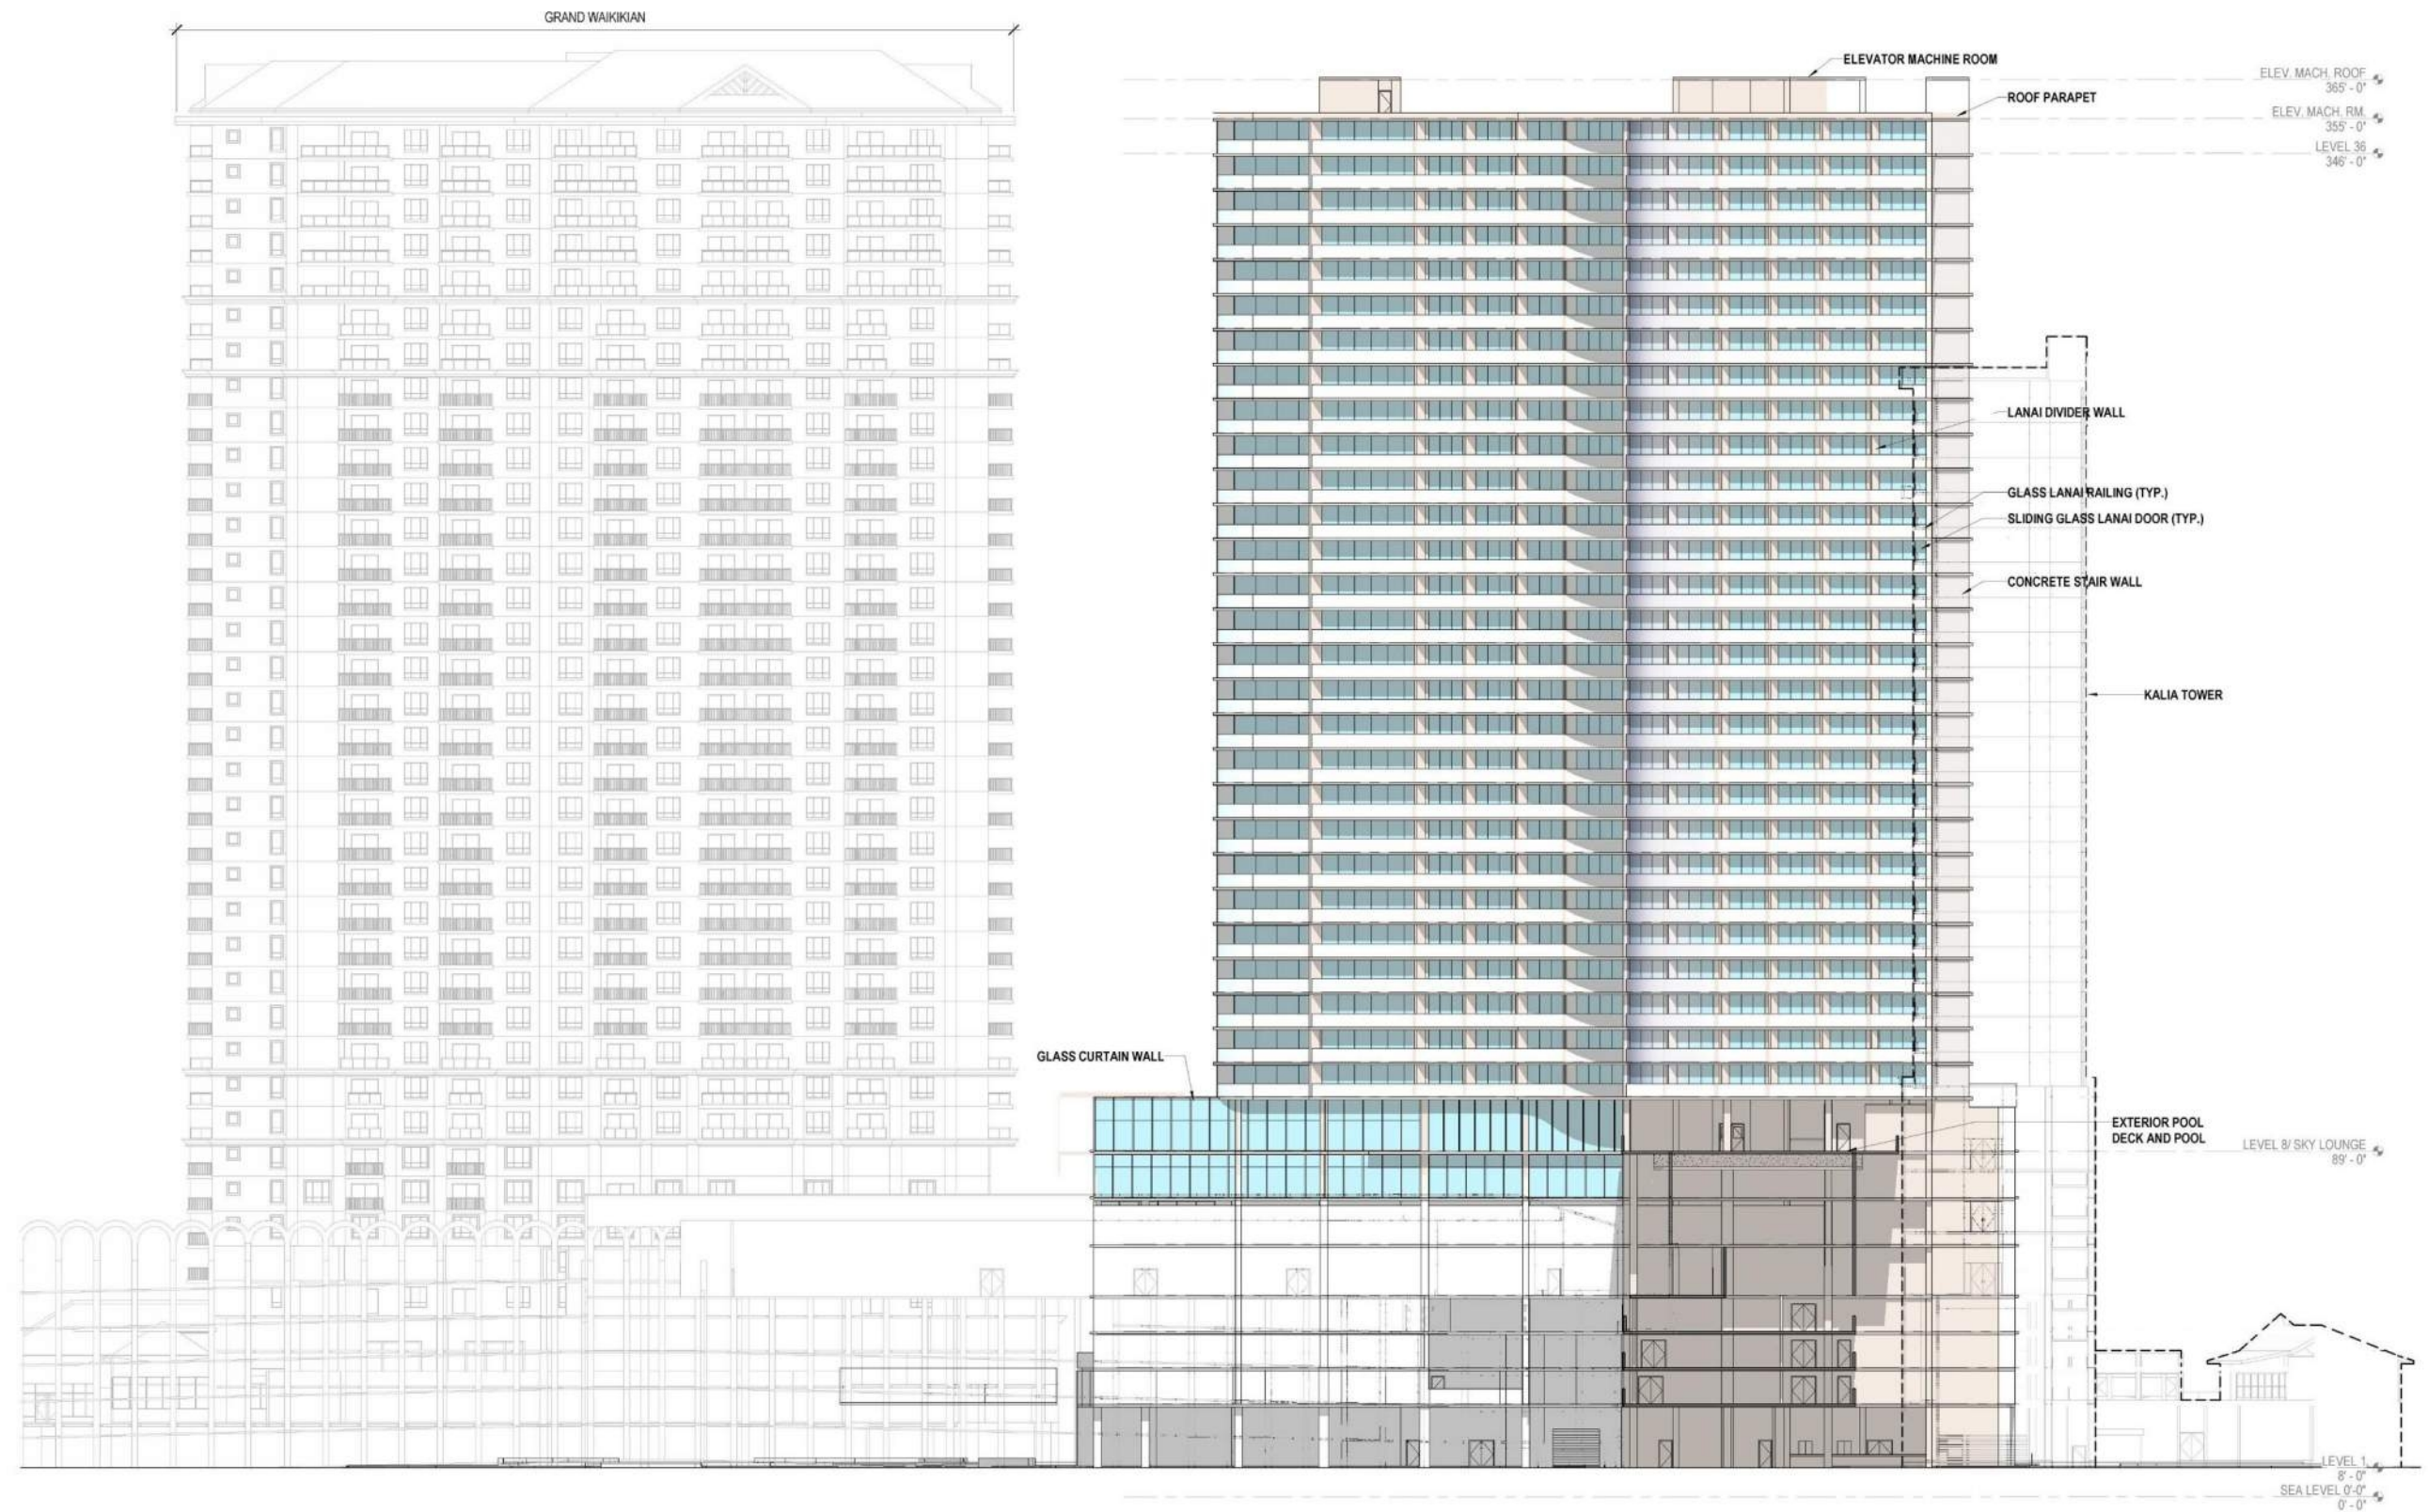 GRAND WAIKIKIAN
ELEVATOR MACHINE ROOM
ELEV. MACH. ROOF
365' - 0"
ROOF PARAPET
ELEV. MACH. RM.
355' - 0"
LEVEL 36
346' - 0"
LANAI DIVIDER WALL
GLASS LANAI RAILING (TYP.)
SLIDING GLASS LANAI DOOR (TYP.)
CONCRETE STAIR WALL
KALIA TOWER
GLASS CURTAIN WALL
EXTERIOR POOL
DECK AND POOL
LEVEL 8/ SKY LOUNGE
89' - 0"
LEVEL 1
8' - 0"
SEA LEVEL 0'-0"
0' - 0"